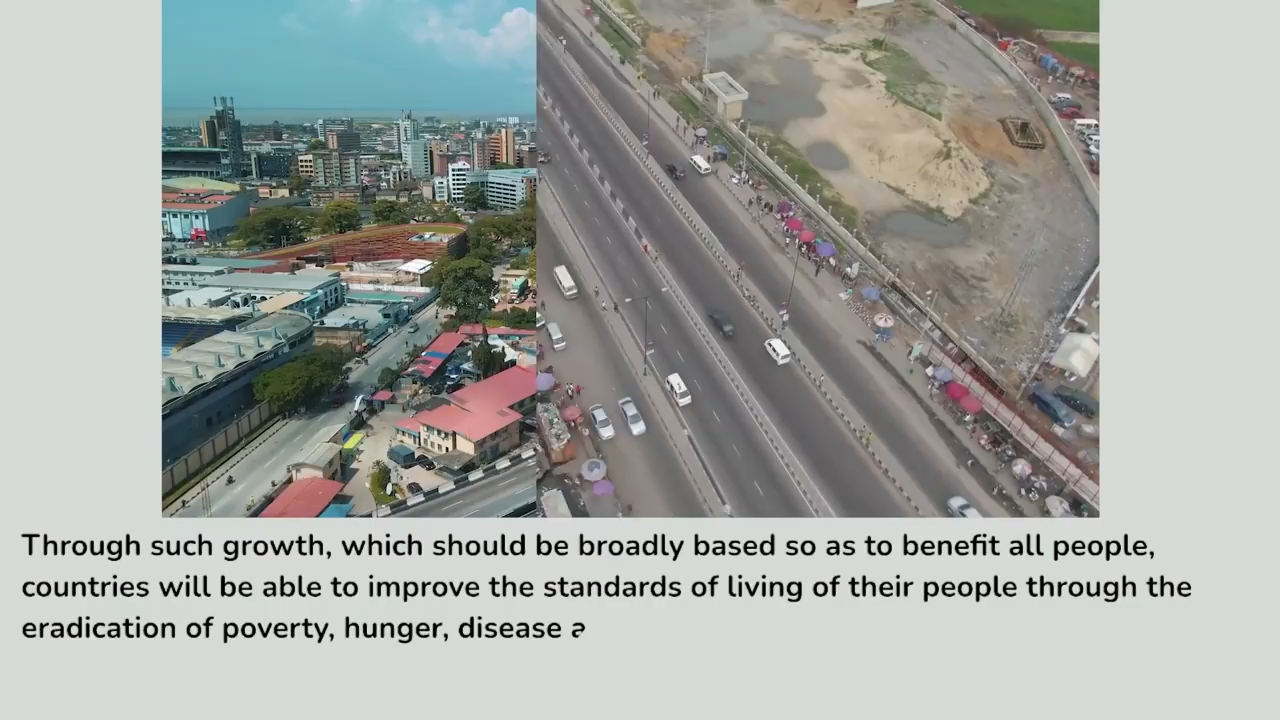 Through such growth, which should be broadly based so as to benefit all people,
countries will be able to improve the standards of living of their people through the
eradication of poverty, hunger, disease a